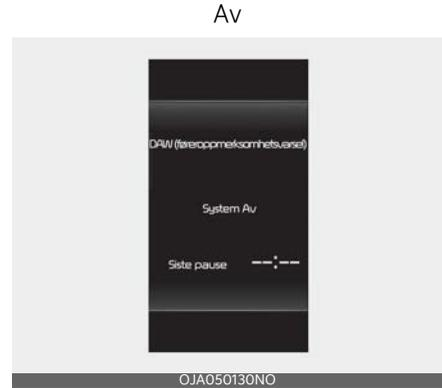 Av
DAW (føreroppmerksomhetsvarsel)
System Av
Siste pause --:--
OJA050130NO